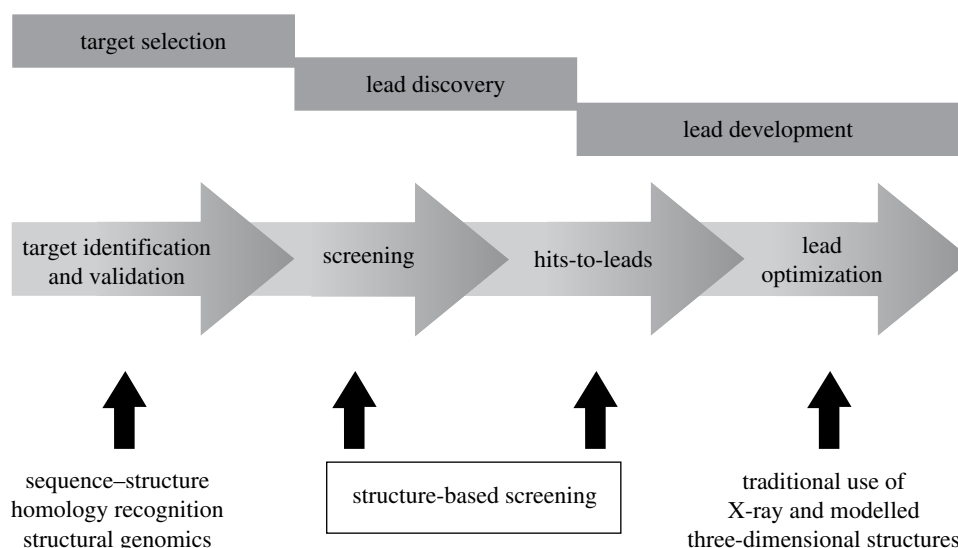 target selection
lead discovery
lead development
target identification
and validation
screening
hits-to-leads
lead
optimization
sequence–structure
homology recognition
structural genomics
structure-based screening
traditional use of
X-ray and modelled
three-dimensional structures